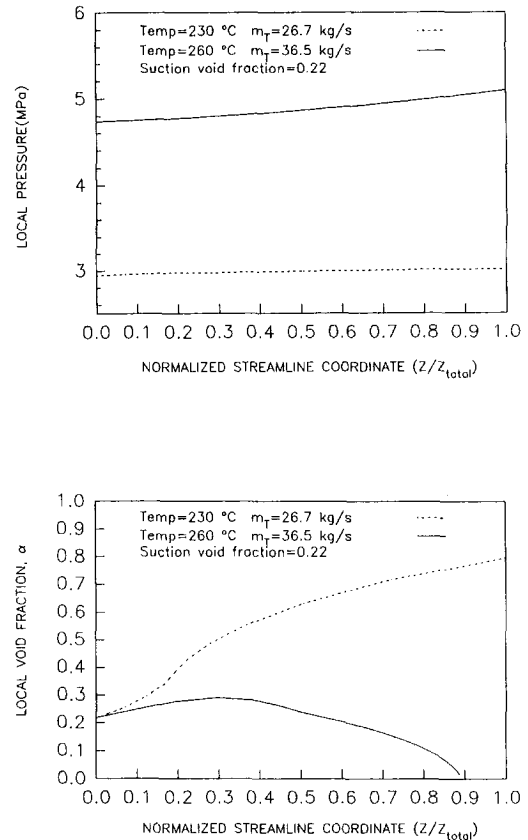 6
5
4
3
LOCAL PRESSURE(MPa)
Temp=230 °C m_T=26.7 kg/s
Temp=260 °C m_T=36.5 kg/s
Suction void fraction=0.22
0.0 0.1 0.2 0.3 0.4 0.5 0.6 0.7 0.8 0.9 1.0
NORMALIZED STREAMLINE COORDINATE (Z/Z_total)
1.0
0.9
0.8
0.7
0.6
0.5
0.4
0.3
0.2
0.1
0.0
LOCAL VOID FRACTION, α
Temp=230 °C m_T=26.7 kg/s
Temp=260 °C m_T=36.5 kg/s
Suction void fraction=0.22
0.0 0.1 0.2 0.3 0.4 0.5 0.6 0.7 0.8 0.9 1.0
NORMALIZED STREAMLINE COORDINATE (Z/Z_total)